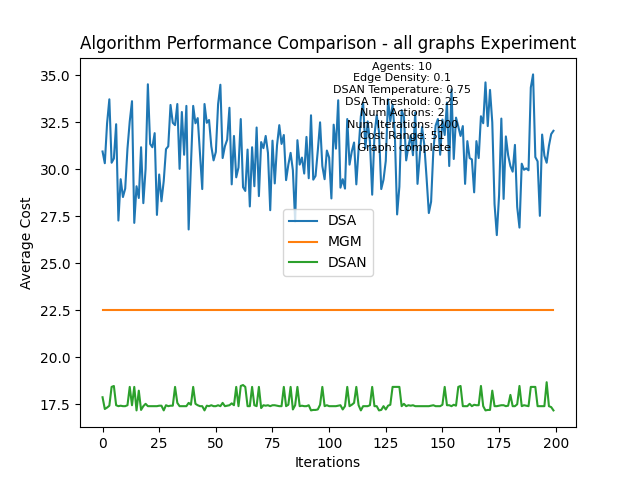 Algorithm Performance Comparison - all graphs Experiment
Agents: 10
Edge Density: 0.1
DSAN Temperature: 0.75
DSA Threshold: 0.25
Num Actions: 2
Num Iterations: 200
Cost Range: 51
Graph: complete
35.0
32.5
30.0
27.5
25.0
22.5
20.0
17.5
Average Cost
DSA
MGM
DSAN
0 25 50 75 100 125 150 175 200
Iterations